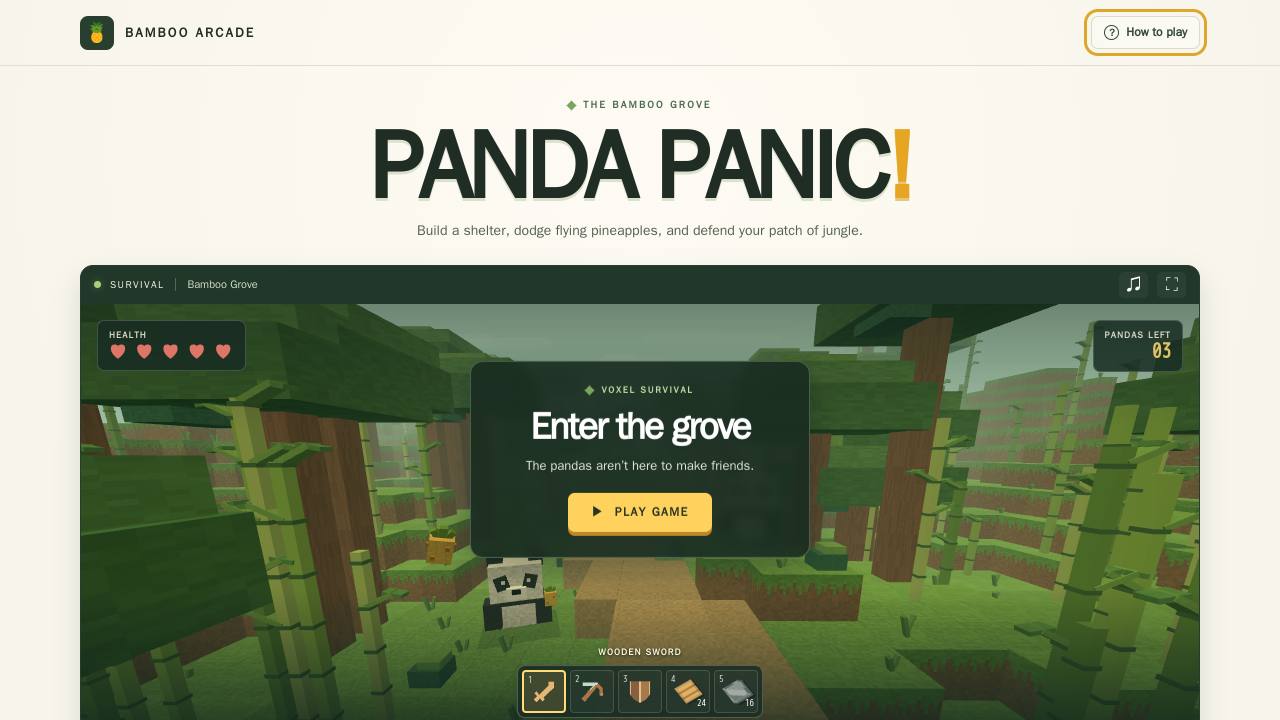 BAMBOO ARCADE
? How to play
THE BAMBOO GROVE
PANDA PANIC!
Build a shelter, dodge flying pineapples, and defend your patch of jungle.
SURVIVAL
Bamboo Grove
HEALTH
PANDAS LEFT
03
VOXEL SURVIVAL
Enter the grove
The pandas aren't here to make friends.
PLAY GAME
WOODEN SWORD
1
2
3
4
24
5
16